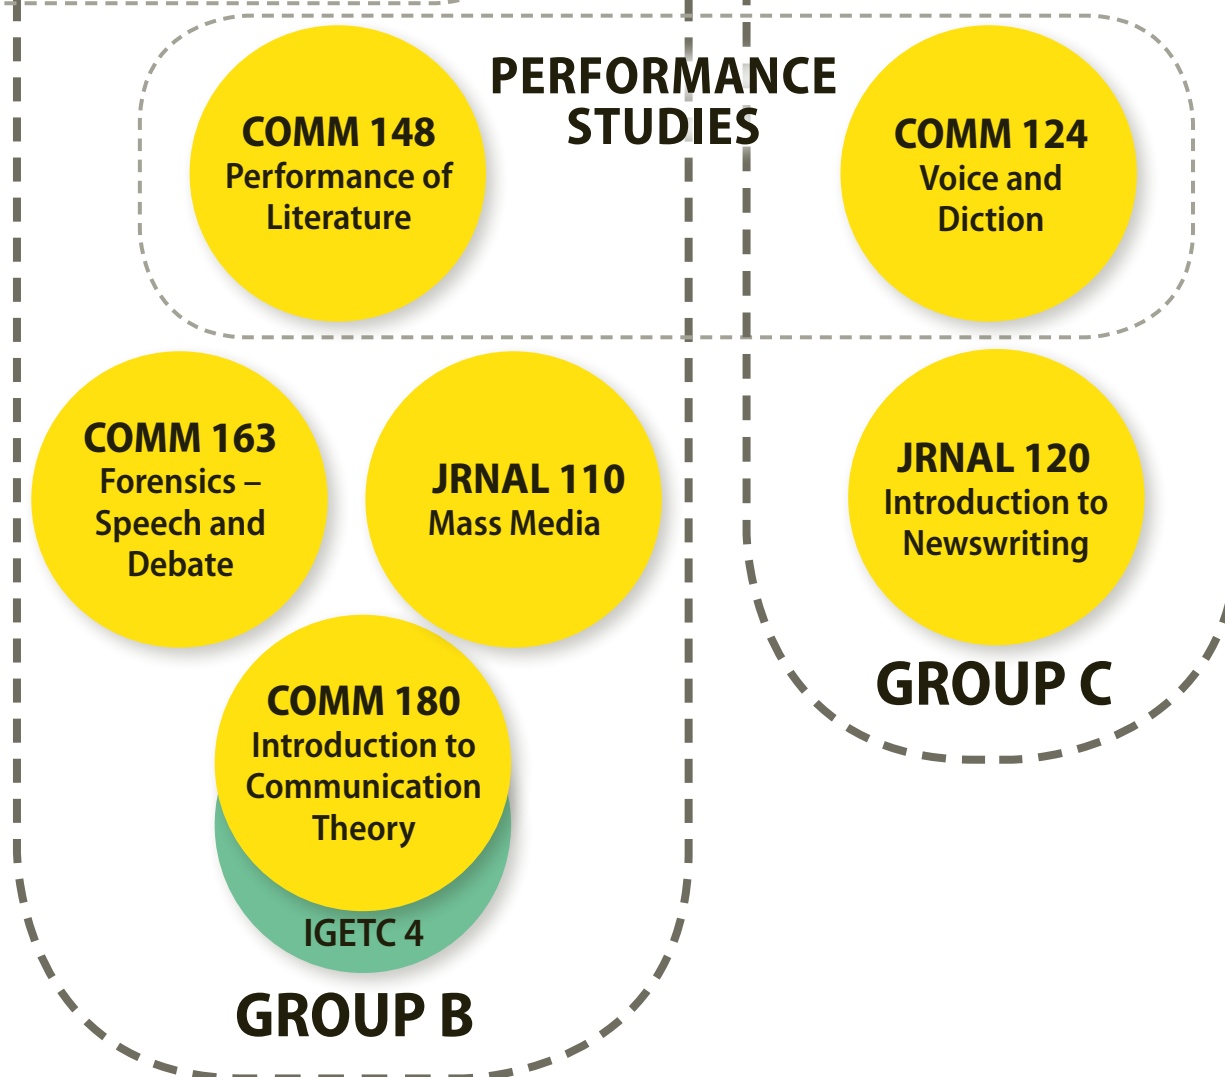 PERFORMANCE
STUDIES
COMM 148
Performance of
Literature
COMM 124
Voice and
Diction
COMM 163
Forensics –
Speech and
Debate
JRNAL 110
Mass Media
JRNAL 120
Introduction to
Newswriting
GROUP C
COMM 180
Introduction to
Communication
Theory
IGETC 4
GROUP B